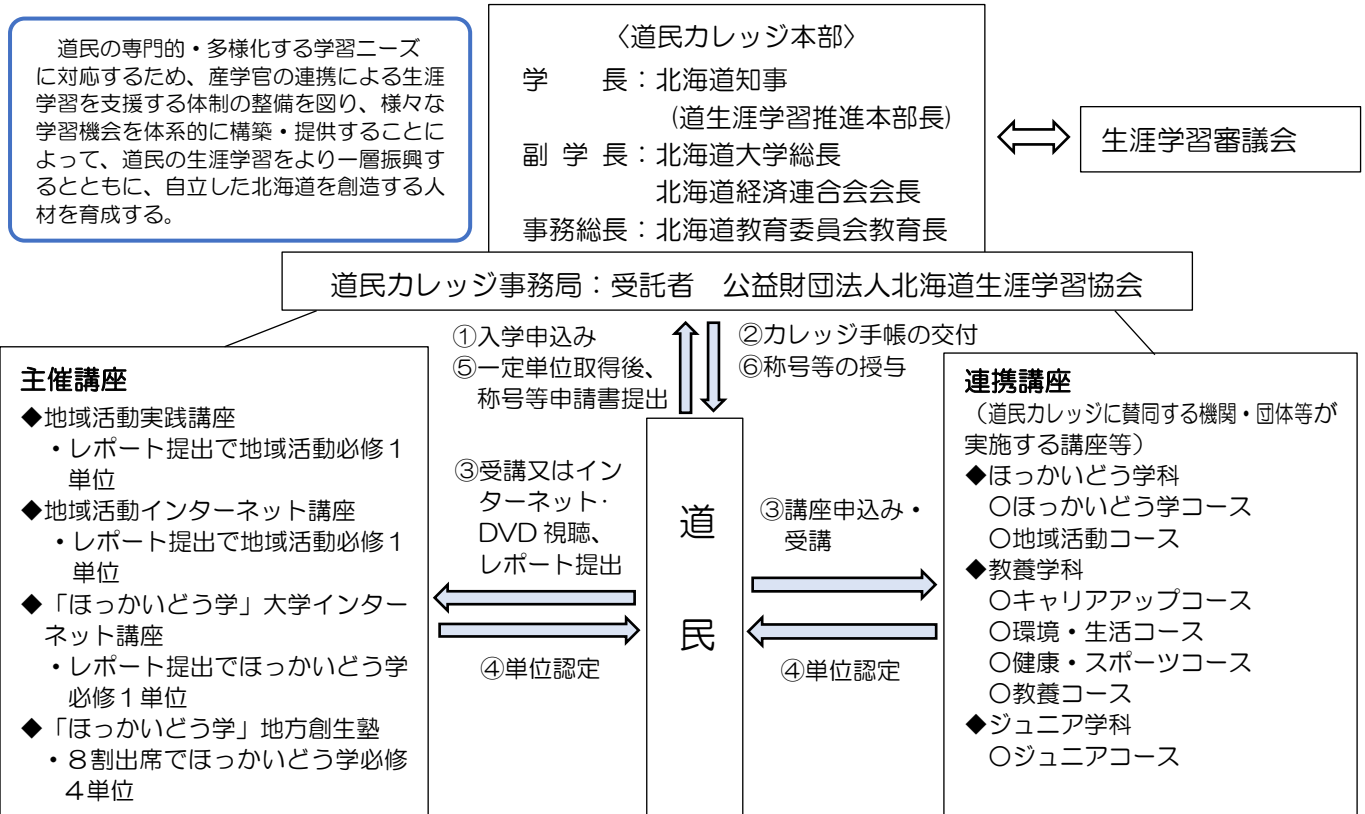 道民の専門的・多様化する学習ニーズ
に対応するため、産学官の連携による生涯
学習を支援する体制の整備を図り、様々な
学習機会を体系的に構築・提供することに
よって、道民の生涯学習をより一層振興す
るとともに、自立した北海道を創造する人
材を育成する。
〈道民カレッジ本部〉
学　　長：北海道知事
(道生涯学習推進本部長)
副 学 長：北海道大学総長
北海道経済連合会会長
事務総長：北海道教育委員会教育長
生涯学習審議会
道民カレッジ事務局：受託者　公益財団法人北海道生涯学習協会
①入学申込み
⑤一定単位取得後、
称号等申請書提出
②カレッジ手帳の交付
⑥称号等の授与
主催講座
◆地域活動実践講座
・レポート提出で地域活動必修１
単位
◆地域活動インターネット講座
・レポート提出で地域活動必修１
単位
◆「ほっかいどう学」大学インター
ネット講座
・レポート提出でほっかいどう学
必修１単位
◆「ほっかいどう学」地方創生塾
・８割出席でほっかいどう学必修
４単位
③受講又はイン
ターネット･
DVD 視聴、
レポート提出
④単位認定
道
民
③講座申込み・
受講
④単位認定
連携講座
（道民カレッジに賛同する機関・団体等が
実施する講座等）
◆ほっかいどう学科
〇ほっかいどう学コース
〇地域活動コース
◆教養学科
〇キャリアアップコース
〇環境・生活コース
〇健康・スポーツコース
〇教養コース
◆ジュニア学科
〇ジュニアコース